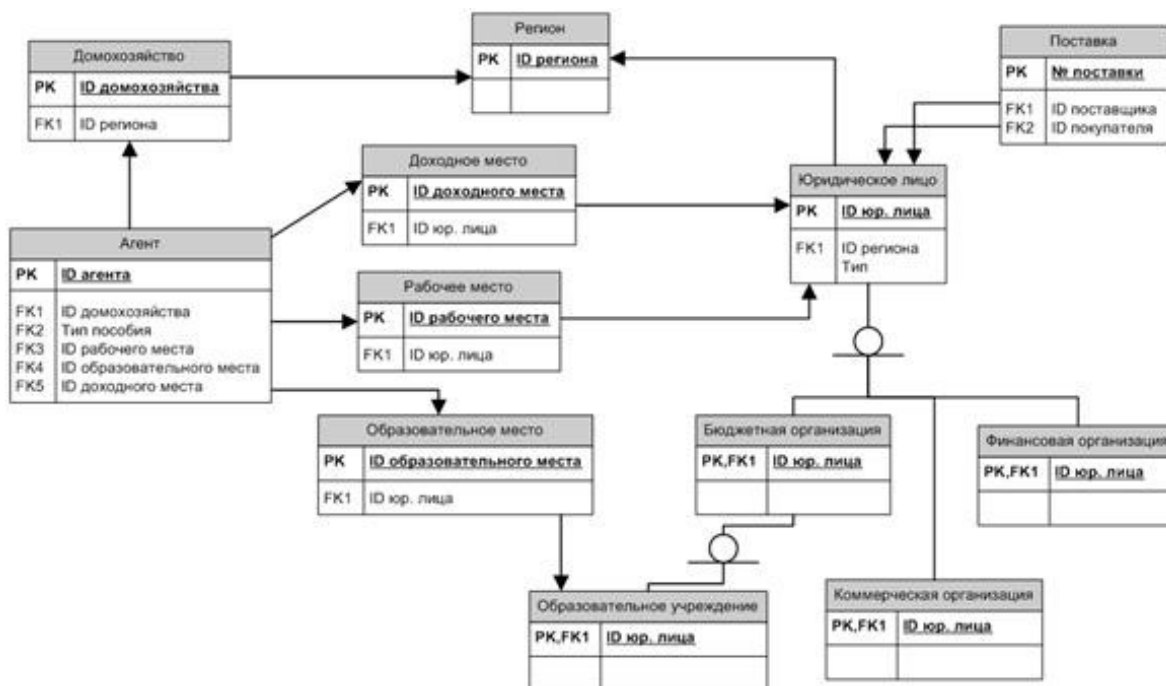 Домохозяйство
PK ID домохозяйства
FK1 ID региона
Регион
PK ID региона
Поставка
PK № поставки
FK1 ID поставщика
FK2 ID покупателя
Доходное место
PK ID доходного места
FK1 ID юр. лица
Юридическое лицо
PK ID юр. лица
FK1 ID региона
Тип
Агент
PK ID агента
FK1 ID домохозяйства
FK2 Тип пособия
FK3 ID рабочего места
FK4 ID образовательного места
FK5 ID доходного места
Рабочее место
PK ID рабочего места
FK1 ID юр. лица
Образовательное место
PK ID образовательного места
FK1 ID юр. лица
Бюджетная организация
PK,FK1 ID юр. лица
Финансовая организация
PK,FK1 ID юр. лица
Образовательное учреждение
PK,FK1 ID юр. лица
Коммерческая организация
PK,FK1 ID юр. лица